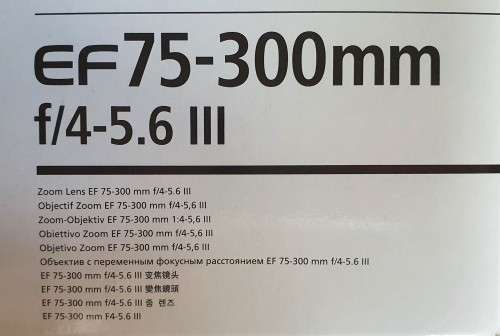 EF75-300mm
f/4-5.6 III
Zoom Lens EF 75-300 mm f/4-5.6 III
Objectif Zoom EF 75-300 mm f/4-5.6 III
Zoom-Objektiv EF 75-300 mm 1:4-5,6 III
Obiettivo Zoom EF 75-300 mm f/4-5,6 III
Objetivo Zoom EF 75-300 mm f/4-5,6 III
Объектив с переменным фокусным расстоянием EF 75-300 mm f/4-5.6 III
EF 75-300 mm f/4-5.6 III 变焦镜头
EF 75-300 mm f/4-5.6 III 變焦鏡頭
EF 75-300 mm f/4-5.6 III 줌 렌즈
EF 75-300 mm F4-5.6 III